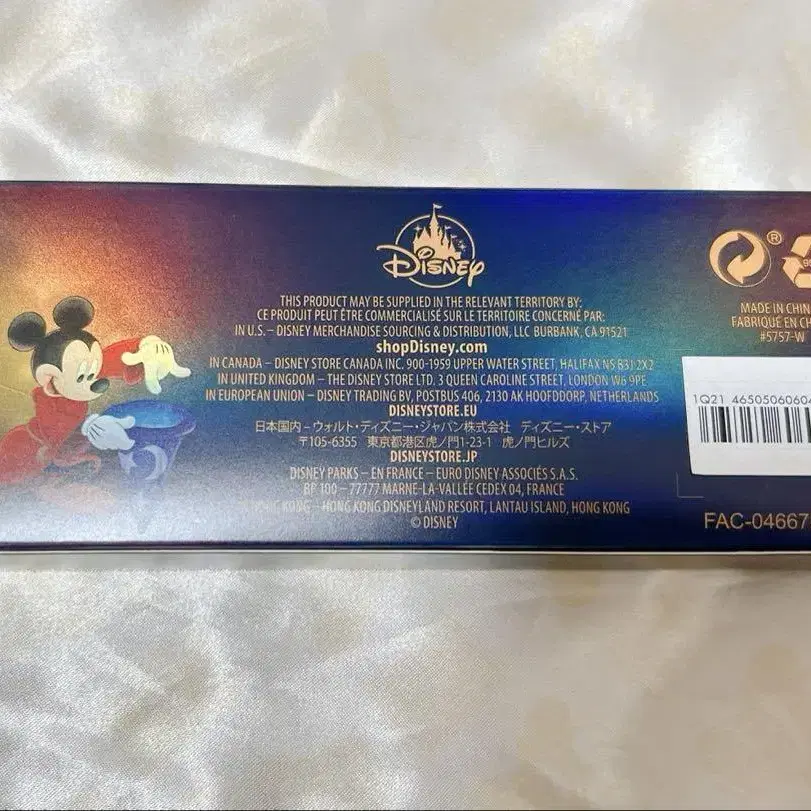 Disney
THIS PRODUCT MAY BE SUPPLIED IN THE RELEVANT TERRITORY BY:
CE PRODUIT PEUT ÊTRE COMMERCIALISÉ SUR LE TERRITOIRE CONCERNÉ PAR:
IN U.S. – DISNEY MERCHANDISE SOURCING & DISTRIBUTION, LLC BURBANK, CA 91521
shopDisney.com
IN CANADA – DISNEY STORE CANADA INC. 900-1959 UPPER WATER STREET, HALIFAX NS B3J 2X2
IN UNITED KINGDOM – THE DISNEY STORE LTD. 3 QUEEN CAROLINE STREET, LONDON W6 9PE
IN EUROPEAN UNION – DISNEY TRADING BV, POSTBUS 406, 2130 AK HOOFDDORP, NETHERLANDS
DISNEYSTORE.EU
日本国内 – ウォルト・ディズニー・ジャパン株式会社 ディズニー・ストア
〒105-6355 東京都港区虎ノ門1-23-1 虎ノ門ヒルズ
DISNEYSTORE.JP
DISNEY PARKS – EN FRANCE – EURO DISNEY ASSOCIÉS S.A.S.
BP 100 – 77777 MARNE-LA-VALLÉE CEDEX 04, FRANCE
HONG KONG – HONG KONG DISNEYLAND RESORT, LANTAU ISLAND, HONG KONG
© DISNEY
®
MADE IN CHIN
FABRIQUÉ EN CH
#5757-W
1Q21 46505060604
FAC-04667